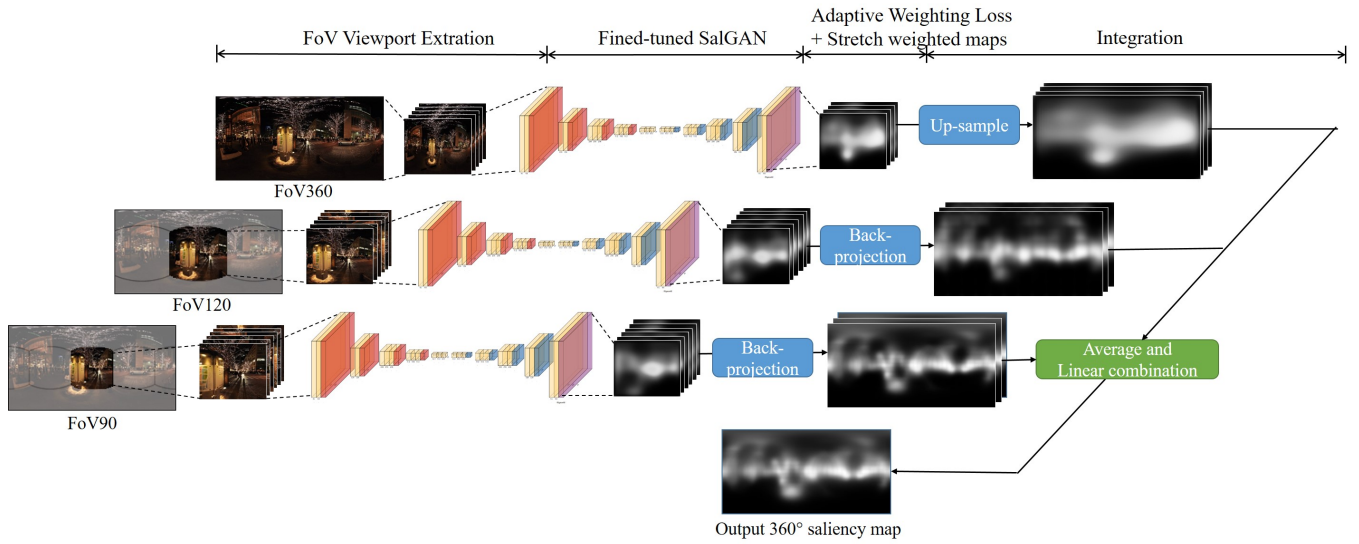 FoV Viewport Extration
Fined-tuned SalGAN
Adaptive Weighting Loss
+ Stretch weighted maps
Integration
Up-sample
FoV360
Back-
projection
FoV120
Back-
projection
Average and
Linear combination
FoV90
Output 360° saliency map